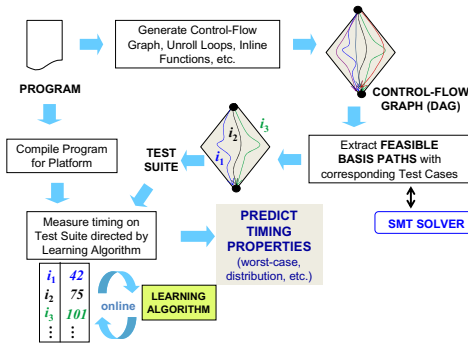 Generate Control-Flow
Graph, Unroll Loops, Inline
Functions, etc.
PROGRAM
CONTROL-FLOW
GRAPH (DAG)
Compile Program
for Platform
TEST
SUITE
i1
i2
i3
Extract FEASIBLE
BASIS PATHS with
corresponding Test Cases
SMT SOLVER
Measure timing on
Test Suite directed by
Learning Algorithm
PREDICT
TIMING
PROPERTIES
(worst-case,
distribution, etc.)
i1 42
i2 75
i3 101
⋮ ⋮
online
LEARNING
ALGORITHM